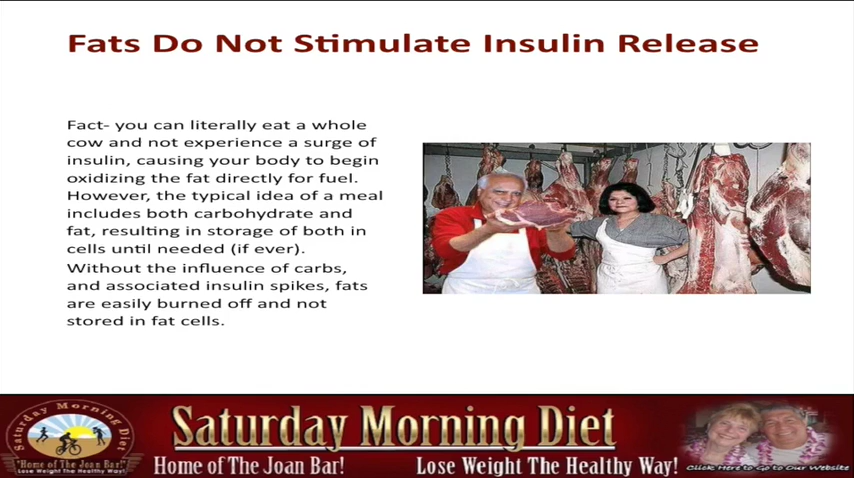 Fats Do Not Stimulate Insulin Release
Fact- you can literally eat a whole
cow and not experience a surge of
insulin, causing your body to begin
oxidizing the fat directly for fuel.
However, the typical idea of a meal
includes both carbohydrate and
fat, resulting in storage of both in
cells until needed (if ever).
Without the influence of carbs,
and associated insulin spikes, fats
are easily burned off and not
stored in fat cells.
Saturday Morning Diet
"Home of The Joan Bar!"
Lose Weight The Healthy Way!
Saturday Morning Diet
Home of The Joan Bar!
Lose Weight The Healthy Way!
Click Here to Go to Our Website